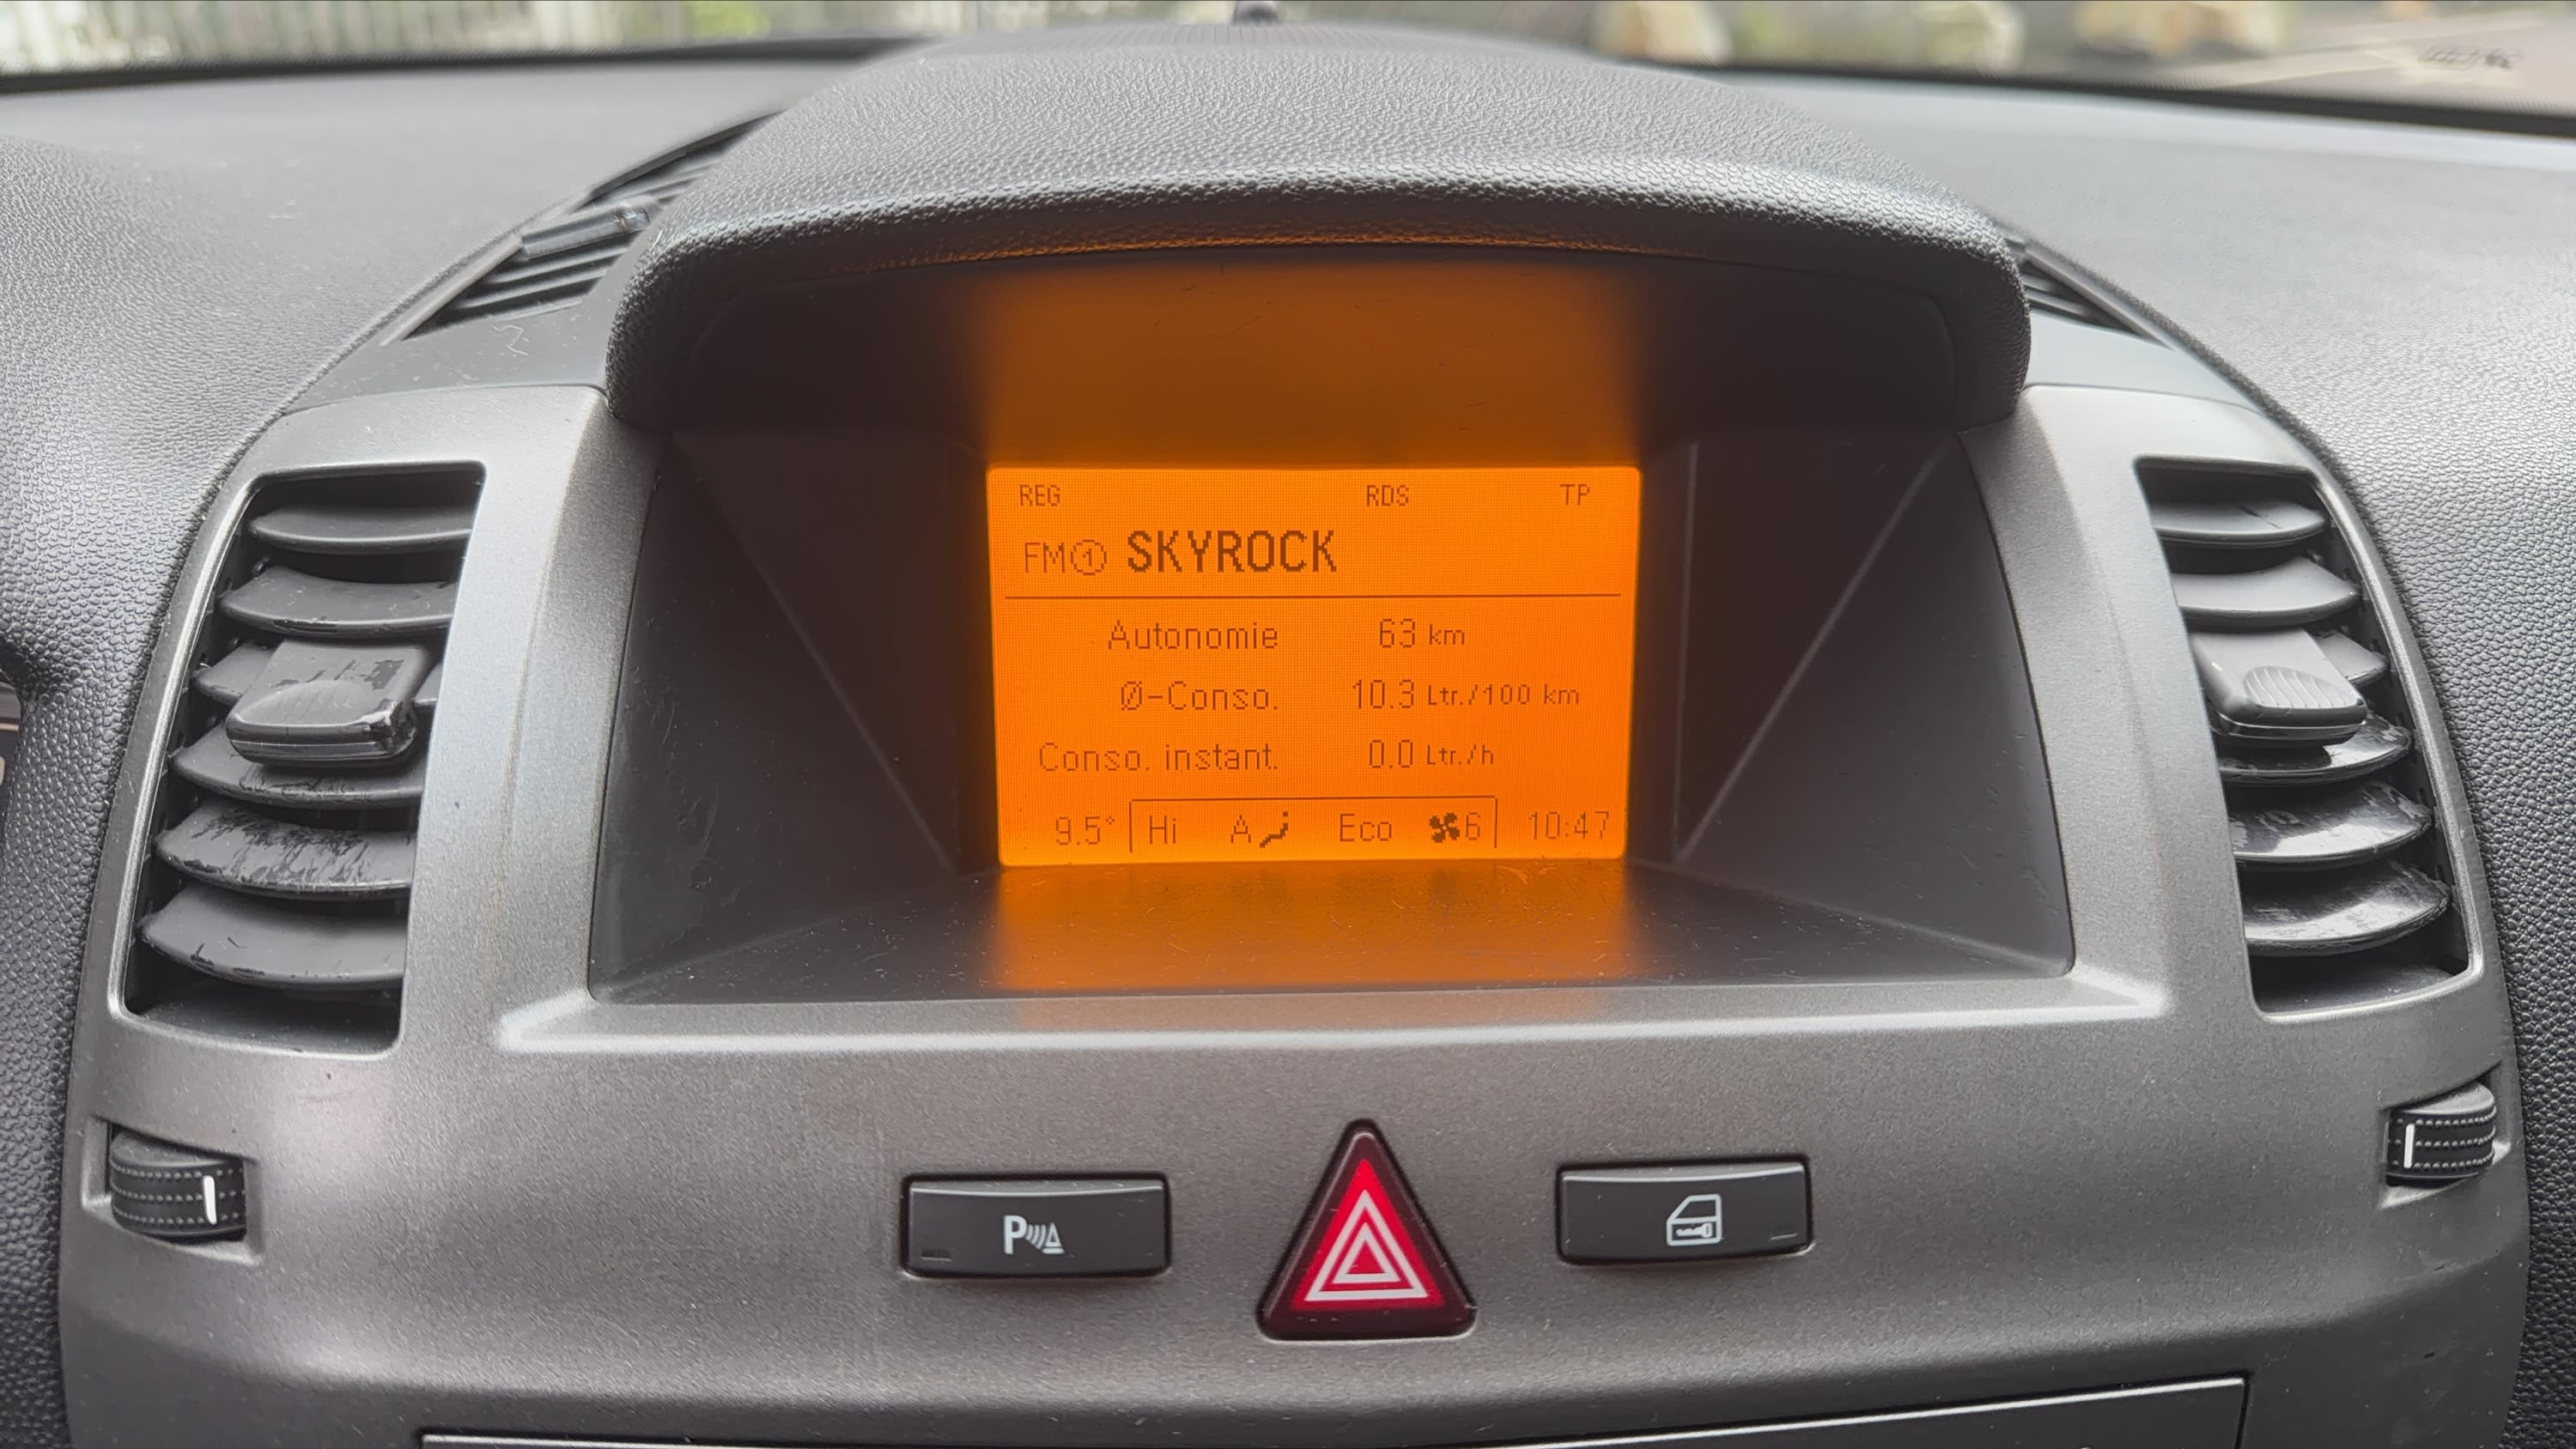 REG RDS TP
FM① SKYROCK
Autonomie 63 km
Ø-Conso. 10.3 Ltr./100 km
Conso. instant. 0.0 Ltr./h
9.5° Hi A Eco 6 10:47
P